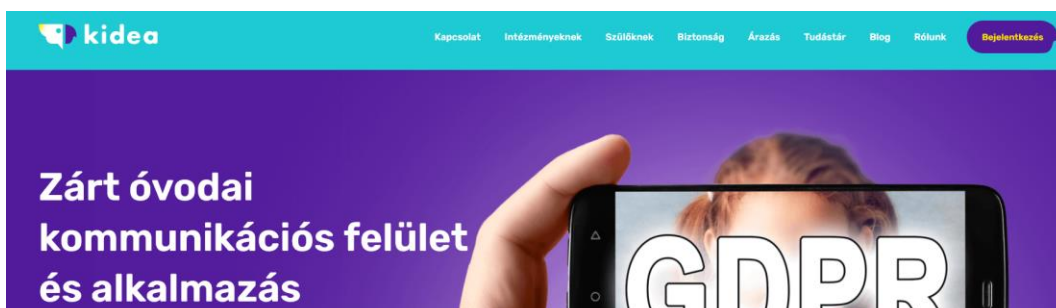 kidea
Kapcsolat Intézményeknek Szülőknek Biztonság Árazás Tudástár Blog Rólunk Bejelentkezés
Zárt óvodai
kommunikációs felület
és alkalmazás
GDPR